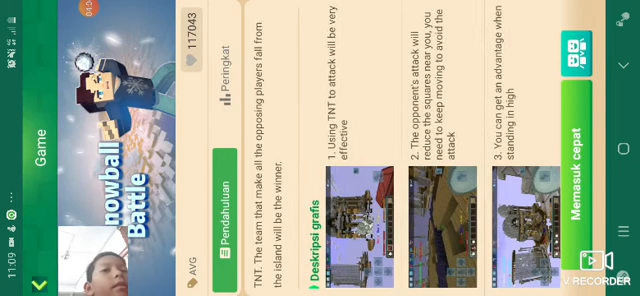 11:09
04:04
Game
nowball
Battle
AVG
117043
Pendahuluan
Peringkat
TNT. The team that make all the opposing players fall from
the island will be the winner.
Deskripsi grafis
1. Using TNT to attack will be very
effective
2. The opponent's attack will
reduce the squares near you, you
need to keep moving to avoid the
attack
3. You can get an advantage when
standing in high
Memasuk cepat
V RECORDER